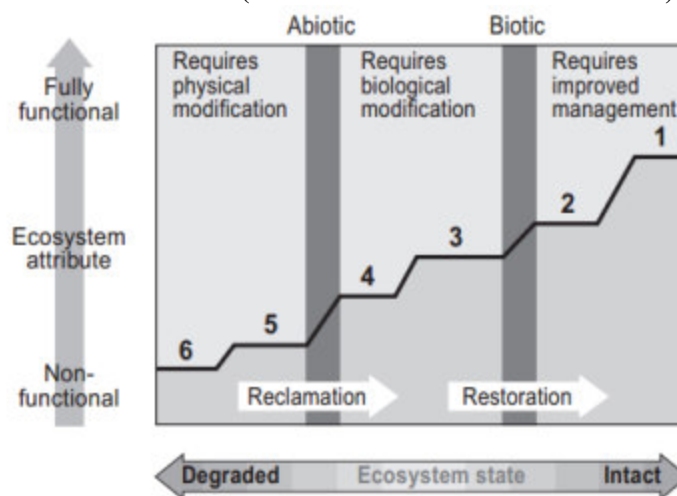 Abiotic
Biotic
Fully
functional
Requires
physical
modification
Requires
biological
modification
Requires
improved
management
1
2
Ecosystem
attribute
3
4
5
6
Non-
functional
Reclamation
Restoration
Degraded
Ecosystem state
Intact